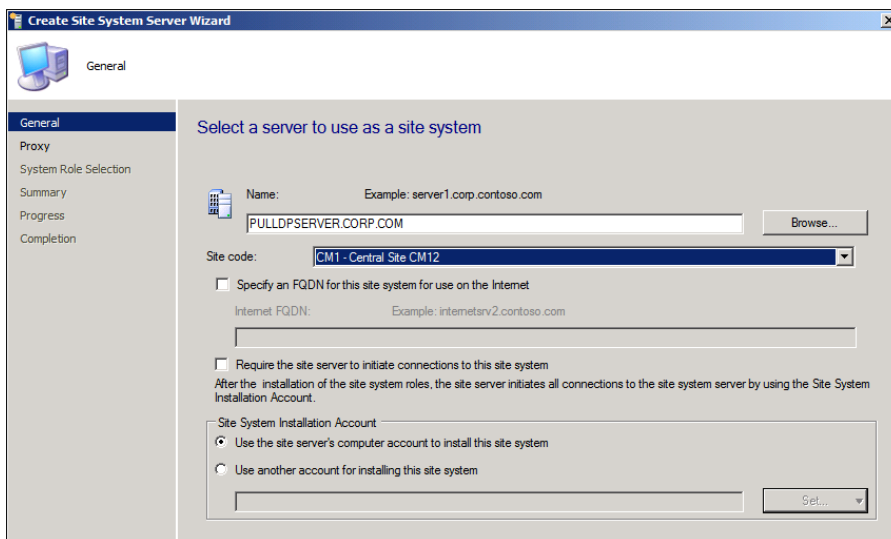 Create Site System Server Wizard
General
General
Proxy
System Role Selection
Summary
Progress
Completion
Select a server to use as a site system
Name: Example: server1.corp.contoso.com
PULLDPSERVER.CORP.COM Browse...
Site code: CM1 - Central Site CM12
Specify an FQDN for this site system for use on the Internet
Internet FQDN: Example: internetsrv2.contoso.com
Require the site server to initiate connections to this site system
After the installation of the site system roles, the site server initiates all connections to the site system server by using the Site System
Installation Account.
Site System Installation Account
Use the site server's computer account to install this site system
Use another account for installing this site system
Set...